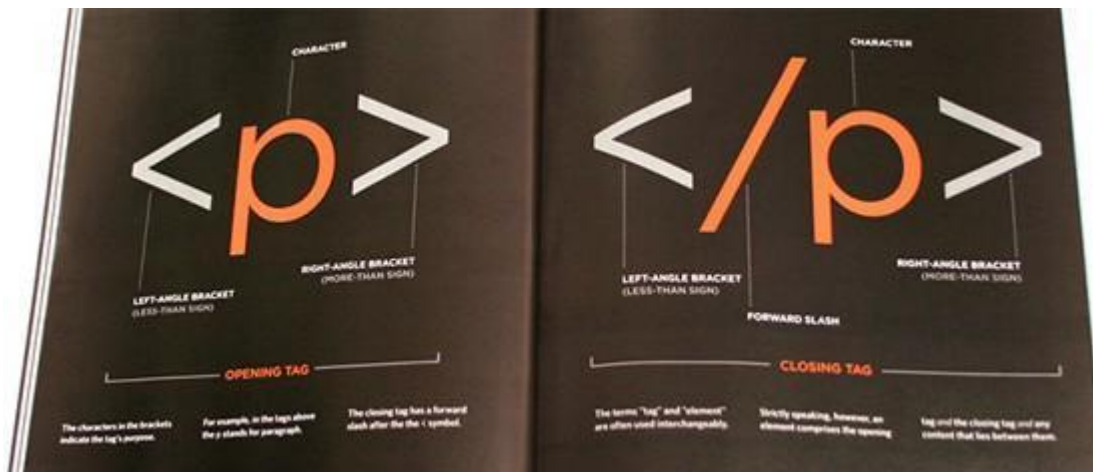 CHARACTER
<p>
RIGHT-ANGLE BRACKET
(MORE-THAN SIGN)
LEFT-ANGLE BRACKET
(LESS-THAN SIGN)
OPENING TAG
The characters in the brackets
indicate the tag's purpose.
For example, in the tags above
the p stands for paragraph.
The closing tag has a forward
slash after the the < symbol.
CHARACTER
</p>
LEFT-ANGLE BRACKET
(LESS-THAN SIGN)
RIGHT-ANGLE BRACKET
(MORE-THAN SIGN)
FORWARD SLASH
CLOSING TAG
The terms "tag" and "element"
are often used interchangeably.
Strictly speaking, however, an
element comprises the opening
tag and the closing tag and any
content that lies between them.